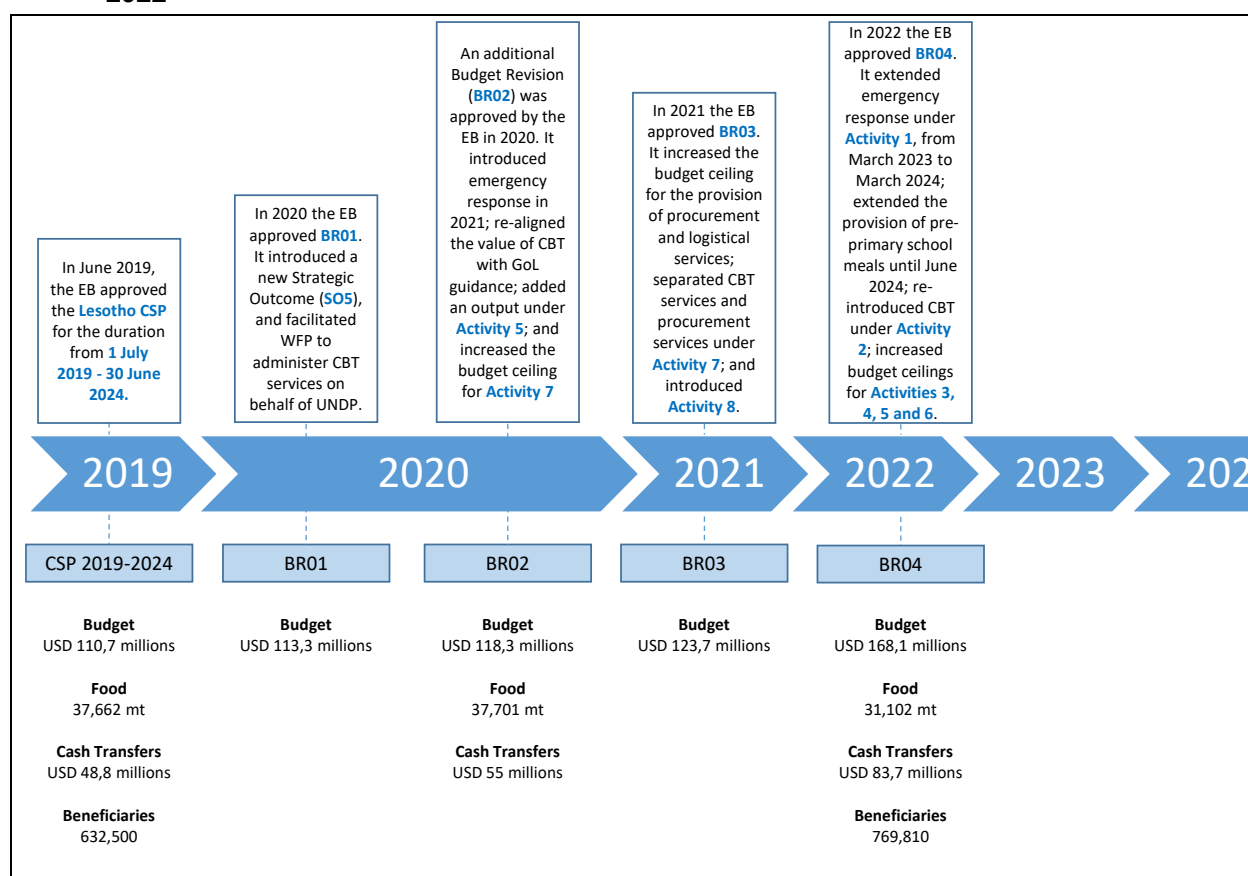 2022
In June 2019,
the EB approved
the Lesotho CSP
for the duration
from 1 July
2019 - 30 June
2024.
In 2020 the EB
approved BR01.
It introduced a
new Strategic
Outcome (SO5),
and facilitated
WFP to
administer CBT
services on
behalf of UNDP.
An additional
Budget Revision
(BR02) was
approved by the
EB in 2020. It
introduced
emergency
response in
2021; re-aligned
the value of CBT
with GoL
guidance; added
an output under
Activity 5; and
increased the
budget ceiling
for Activity 7
In 2021 the EB
approved BR03.
It increased the
budget ceiling
for the provision
of procurement
and logistical
services;
separated CBT
services and
procurement
services under
Activity 7; and
introduced
Activity 8.
In 2022 the EB
approved BR04.
It extended
emergency
response under
Activity 1, from
March 2023 to
March 2024;
extended the
provision of pre-
primary school
meals until June
2024; re-
introduced CBT
under Activity
2; increased
budget ceilings
for Activities 3,
4, 5 and 6.
2019 2020 2021 2022 2023 202
CSP 2019-2024 BR01 BR02 BR03 BR04
Budget Budget Budget Budget Budget
USD 110,7 millions USD 113,3 millions USD 118,3 millions USD 123,7 millions USD 168,1 millions
Food Food Food
37,662 mt 37,701 mt 31,102 mt
Cash Transfers Cash Transfers Cash Transfers
USD 48,8 millions USD 55 millions USD 83,7 millions
Beneficiaries Beneficiaries
632,500 769,810